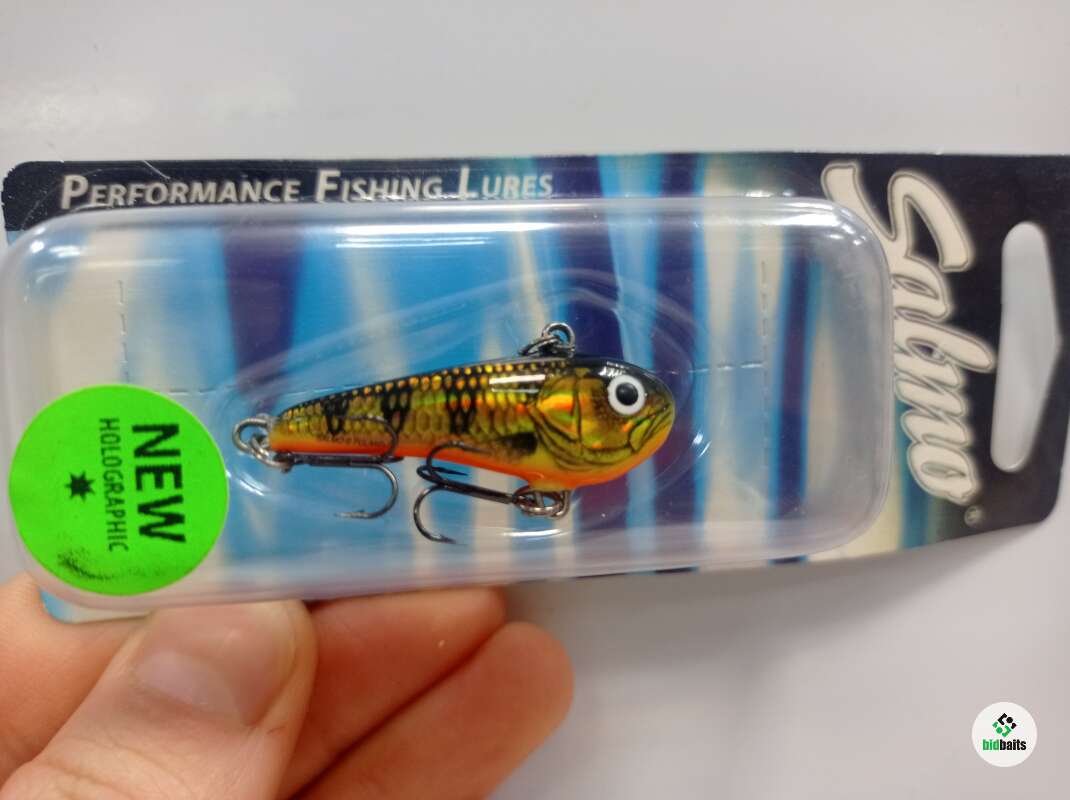 PERFORMANCE FISHING LURES
Salmo
®
NEW
HOLOGRAPHIC
bidbaits